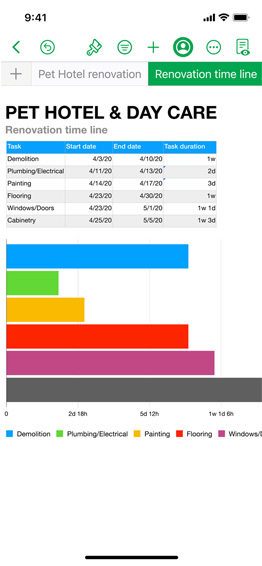 9:41
Pet Hotel renovation Renovation time line
PET HOTEL & DAY CARE
Renovation time line
Task Start date End date Task duration
Demolition 4/3/20 4/10/20 1w
Plumbing/Electrical 4/11/20 4/13/20 2d
Painting 4/14/20 4/17/20 3d
Flooring 4/23/20 4/30/20 1w
Windows/Doors 4/23/20 5/1/20 1w 1d
Cabinetry 4/25/20 5/5/20 1w 3d
0 2d 18h 5d 12h 1w 1d 6h
Demolition Plumbing/Electrical Painting Flooring Windows/D